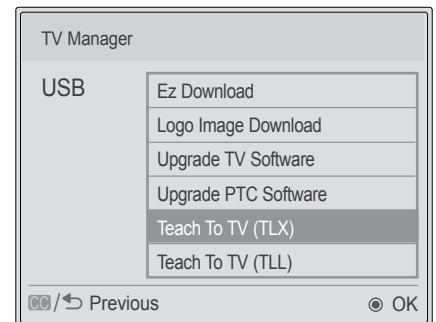 TV Manager
USB
Ez Download
Logo Image Download
Upgrade TV Software
Upgrade PTC Software
Teach To TV (TLX)
Teach To TV (TLL)
CC/ Previous
OK